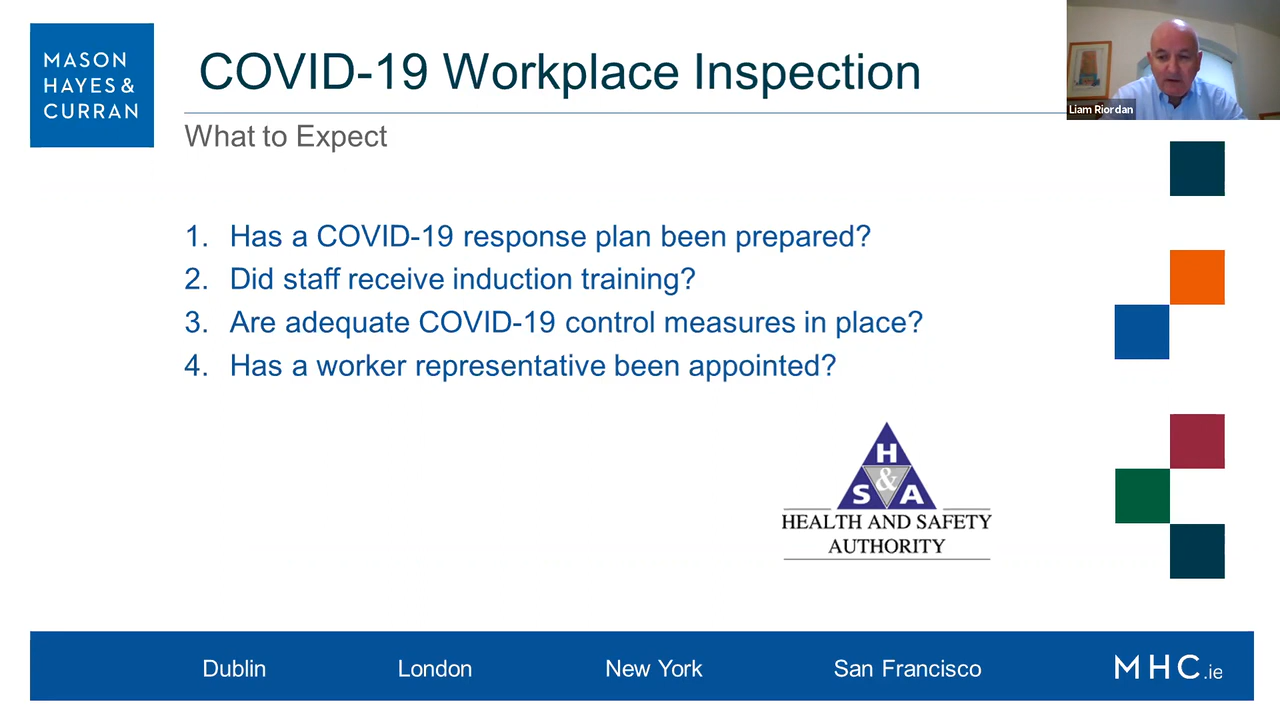 MASON
HAYES &
CURRAN
COVID-19 Workplace Inspection
Liam Riordan
What to Expect
1. Has a COVID-19 response plan been prepared?
2. Did staff receive induction training?
3. Are adequate COVID-19 control measures in place?
4. Has a worker representative been appointed?
H
S & A
HEALTH AND SAFETY
AUTHORITY
Dublin London New York San Francisco MHC.ie